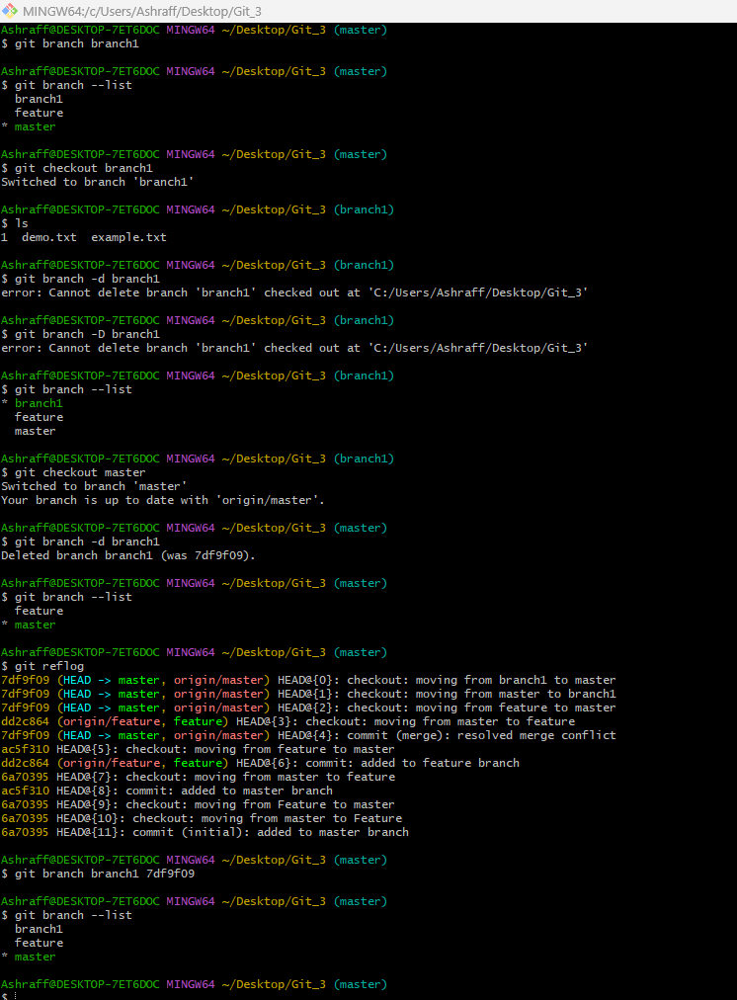 MINGW64:/c/Users/Ashraff/Desktop/Git_3
Ashraff@DESKTOP-7ET6DOC MINGW64 ~/Desktop/Git_3 (master)
$ git branch branch1
Ashraff@DESKTOP-7ET6DOC MINGW64 ~/Desktop/Git_3 (master)
$ git branch --list
  branch1
  feature
* master
Ashraff@DESKTOP-7ET6DOC MINGW64 ~/Desktop/Git_3 (master)
$ git checkout branch1
Switched to branch 'branch1'
Ashraff@DESKTOP-7ET6DOC MINGW64 ~/Desktop/Git_3 (branch1)
$ ls
1  demo.txt  example.txt
Ashraff@DESKTOP-7ET6DOC MINGW64 ~/Desktop/Git_3 (branch1)
$ git branch -d branch1
error: Cannot delete branch 'branch1' checked out at 'C:/Users/Ashraff/Desktop/Git_3'
Ashraff@DESKTOP-7ET6DOC MINGW64 ~/Desktop/Git_3 (branch1)
$ git branch -D branch1
error: Cannot delete branch 'branch1' checked out at 'C:/Users/Ashraff/Desktop/Git_3'
Ashraff@DESKTOP-7ET6DOC MINGW64 ~/Desktop/Git_3 (branch1)
$ git branch --list
* branch1
  feature
  master
Ashraff@DESKTOP-7ET6DOC MINGW64 ~/Desktop/Git_3 (branch1)
$ git checkout master
Switched to branch 'master'
Your branch is up to date with 'origin/master'.
Ashraff@DESKTOP-7ET6DOC MINGW64 ~/Desktop/Git_3 (master)
$ git branch -d branch1
Deleted branch branch1 (was 7df9f09).
Ashraff@DESKTOP-7ET6DOC MINGW64 ~/Desktop/Git_3 (master)
$ git branch --list
  feature
* master
Ashraff@DESKTOP-7ET6DOC MINGW64 ~/Desktop/Git_3 (master)
$ git reflog
7df9f09 (HEAD -> master, origin/master) HEAD@{0}: checkout: moving from branch1 to master
7df9f09 (HEAD -> master, origin/master) HEAD@{1}: checkout: moving from master to branch1
7df9f09 (HEAD -> master, origin/master) HEAD@{2}: checkout: moving from feature to master
dd2c864 (origin/feature, feature) HEAD@{3}: checkout: moving from master to feature
7df9f09 (HEAD -> master, origin/master) HEAD@{4}: commit (merge): resolved merge conflict
ac5f310 HEAD@{5}: checkout: moving from feature to master
dd2c864 (origin/feature, feature) HEAD@{6}: commit: added to feature branch
6a70395 HEAD@{7}: checkout: moving from master to feature
ac5f310 HEAD@{8}: commit: added to master branch
6a70395 HEAD@{9}: checkout: moving from Feature to master
6a70395 HEAD@{10}: checkout: moving from master to Feature
6a70395 HEAD@{11}: commit (initial): added to master branch
Ashraff@DESKTOP-7ET6DOC MINGW64 ~/Desktop/Git_3 (master)
$ git branch branch1 7df9f09
Ashraff@DESKTOP-7ET6DOC MINGW64 ~/Desktop/Git_3 (master)
$ git branch --list
  branch1
  feature
* master
Ashraff@DESKTOP-7ET6DOC MINGW64 ~/Desktop/Git_3 (master)
$